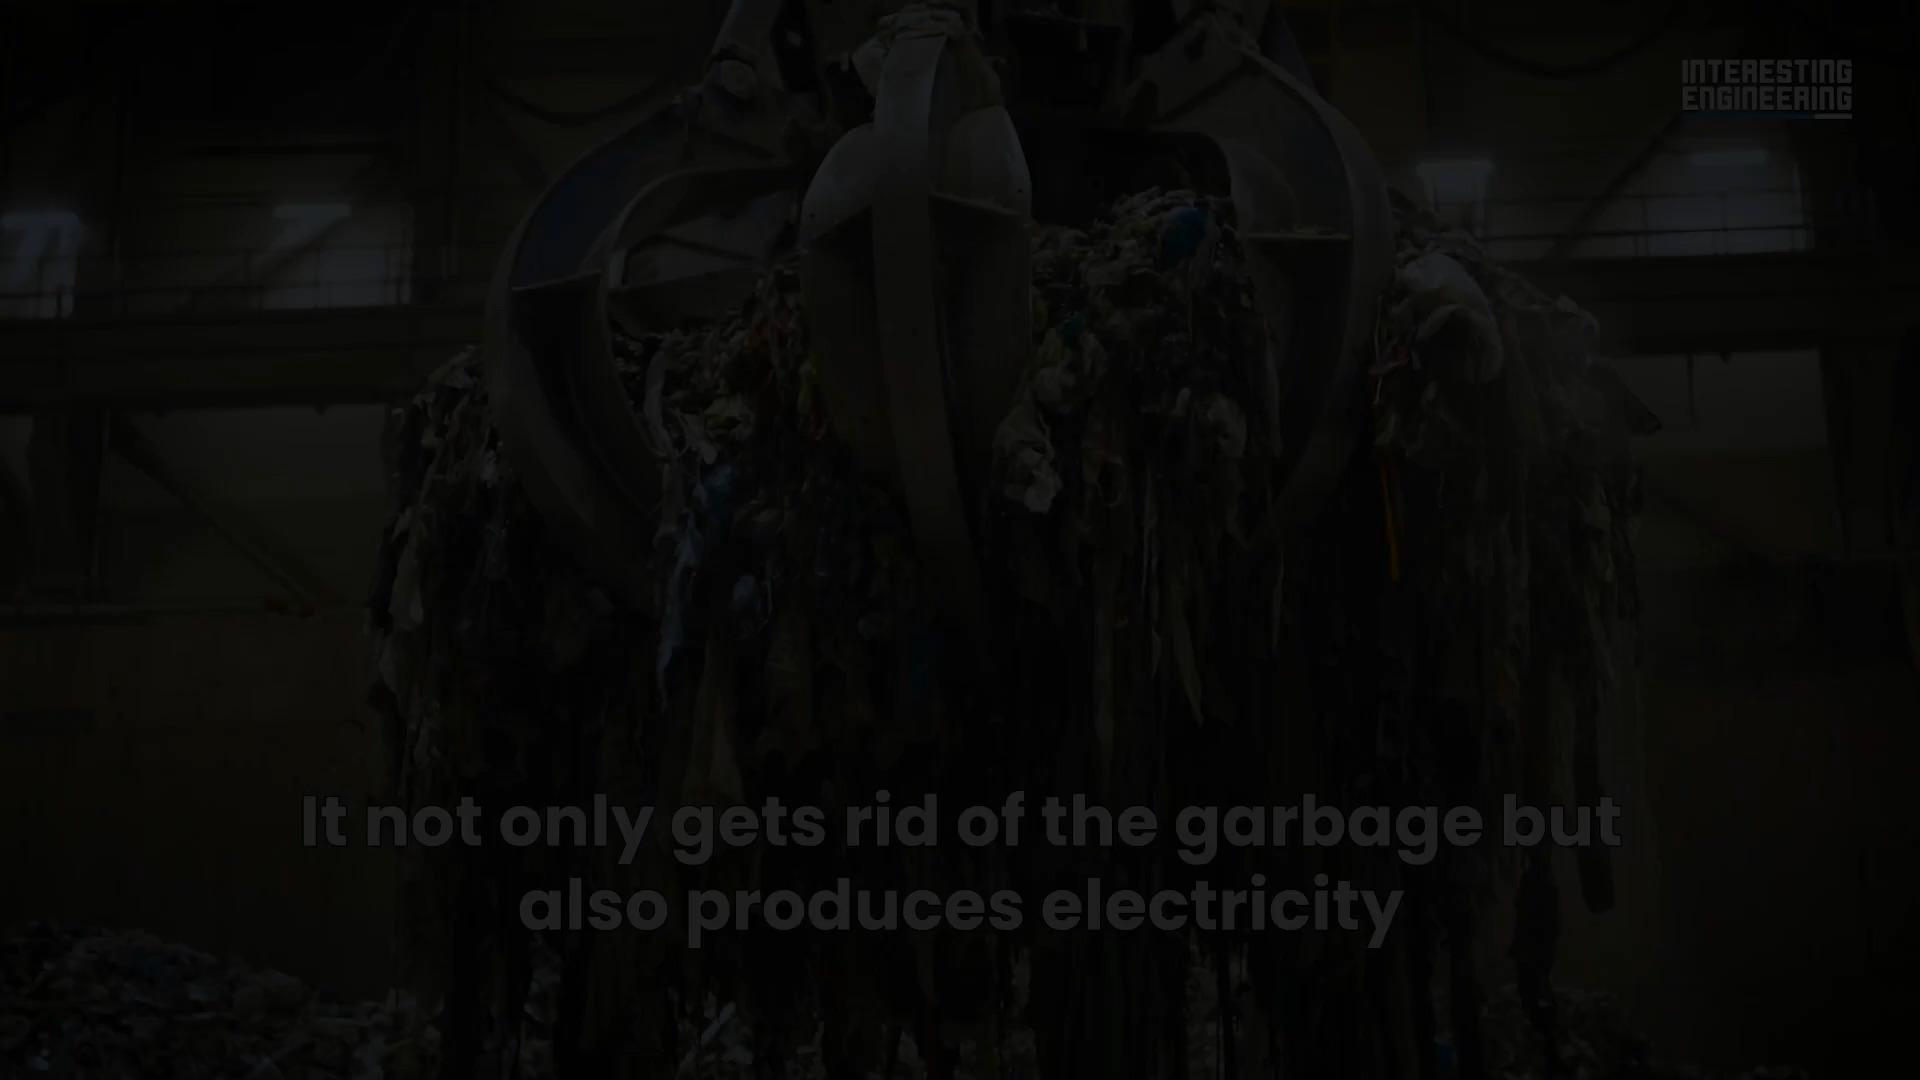 INTERESTING
ENGINEERING
It not only gets rid of the garbage but
also produces electricity